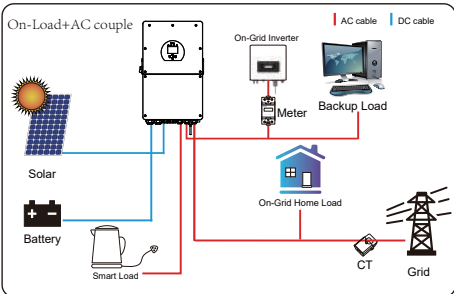 On-Load+AC couple
AC cable
DC cable
On-Grid Inverter
Meter
Backup Load
Solar
On-Grid Home Load
Battery
Smart Load
CT
Grid